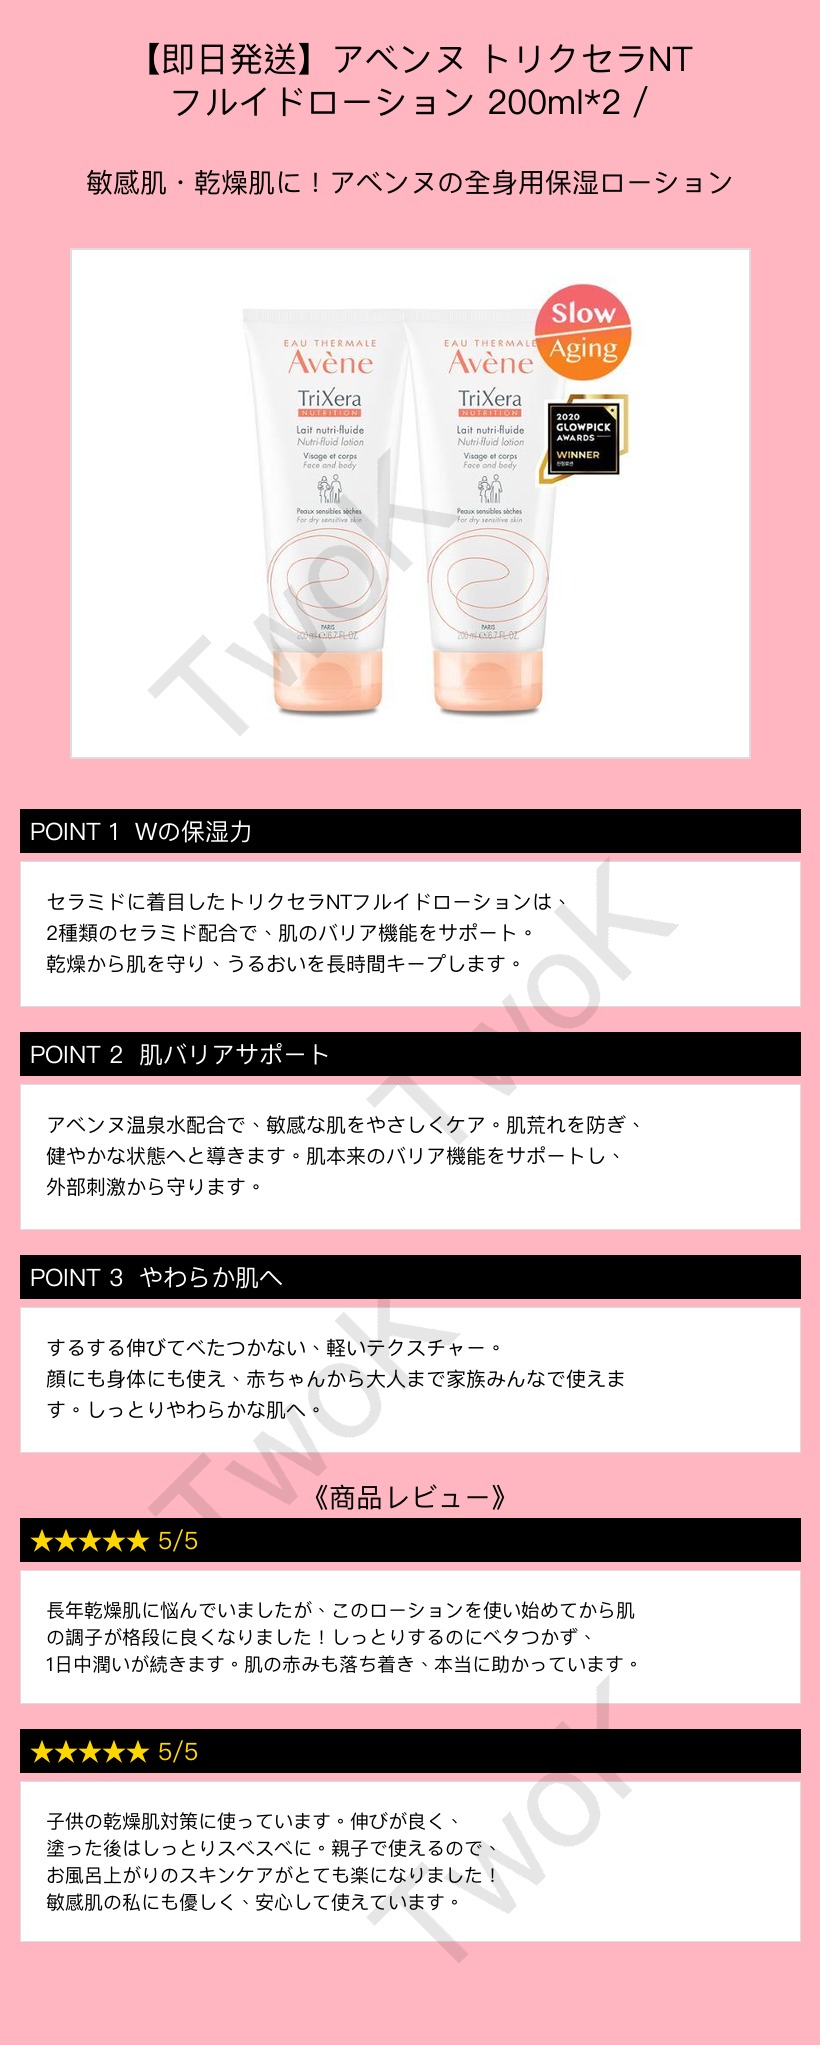 【即日発送】アベンヌ トリクセラNT
フルイドローション 200ml*2 /
敏感肌・乾燥肌に！アベンヌの全身用保湿ローション
Slow
Aging
EAU THERMALE
Avène
TriXera
NUTRITION
Lait nutri-fluide
Nutri-fluid lotion
Visage et corps
Face and body
Peaux sensibles sèches
For dry sensitive skin
PARIS
200 ml e 6.7 FL.OZ.
EAU THERMALE
Avène
TriXera
NUTRITION
Lait nutri-fluide
Nutri-fluid lotion
Visage et corps
Face and body
Peaux sensibles sèches
For dry sensitive skin
PARIS
200 ml e 6.7 FL.OZ.
2020
GLOWPICK
AWARDS
WINNER
TwoK
POINT 1 Wの保湿力
セラミドに着目したトリクセラNTフルイドローションは、
2種類のセラミド配合で、肌のバリア機能をサポート。
乾燥から肌を守り、うるおいを長時間キープします。
TwoK
POINT 2 肌バリアサポート
アベンヌ温泉水配合で、敏感な肌をやさしくケア。肌荒れを防ぎ、
健やかな状態へと導きます。肌本来のバリア機能をサポートし、
外部刺激から守ります。
POINT 3 やわらか肌へ
するする伸びてべたつかない、軽いテクスチャー。
顔にも身体にも使え、赤ちゃんから大人まで家族みんなで使えま
す。しっとりやわらかな肌へ。
TwoK
《商品レビュー》
★★★★★ 5/5
長年乾燥肌に悩んでいましたが、このローションを使い始めてから肌
の調子が格段に良くなりました！しっとりするのにベタつかず、
1日中潤いが続きます。肌の赤みも落ち着き、本当に助かっています。
★★★★★ 5/5
子供の乾燥肌対策に使っています。伸びが良く、
塗った後はしっとりスベスベに。親子で使えるので、
お風呂上がりのスキンケアがとても楽になりました！
敏感肌の私にも優しく、安心して使えています。
TwoK